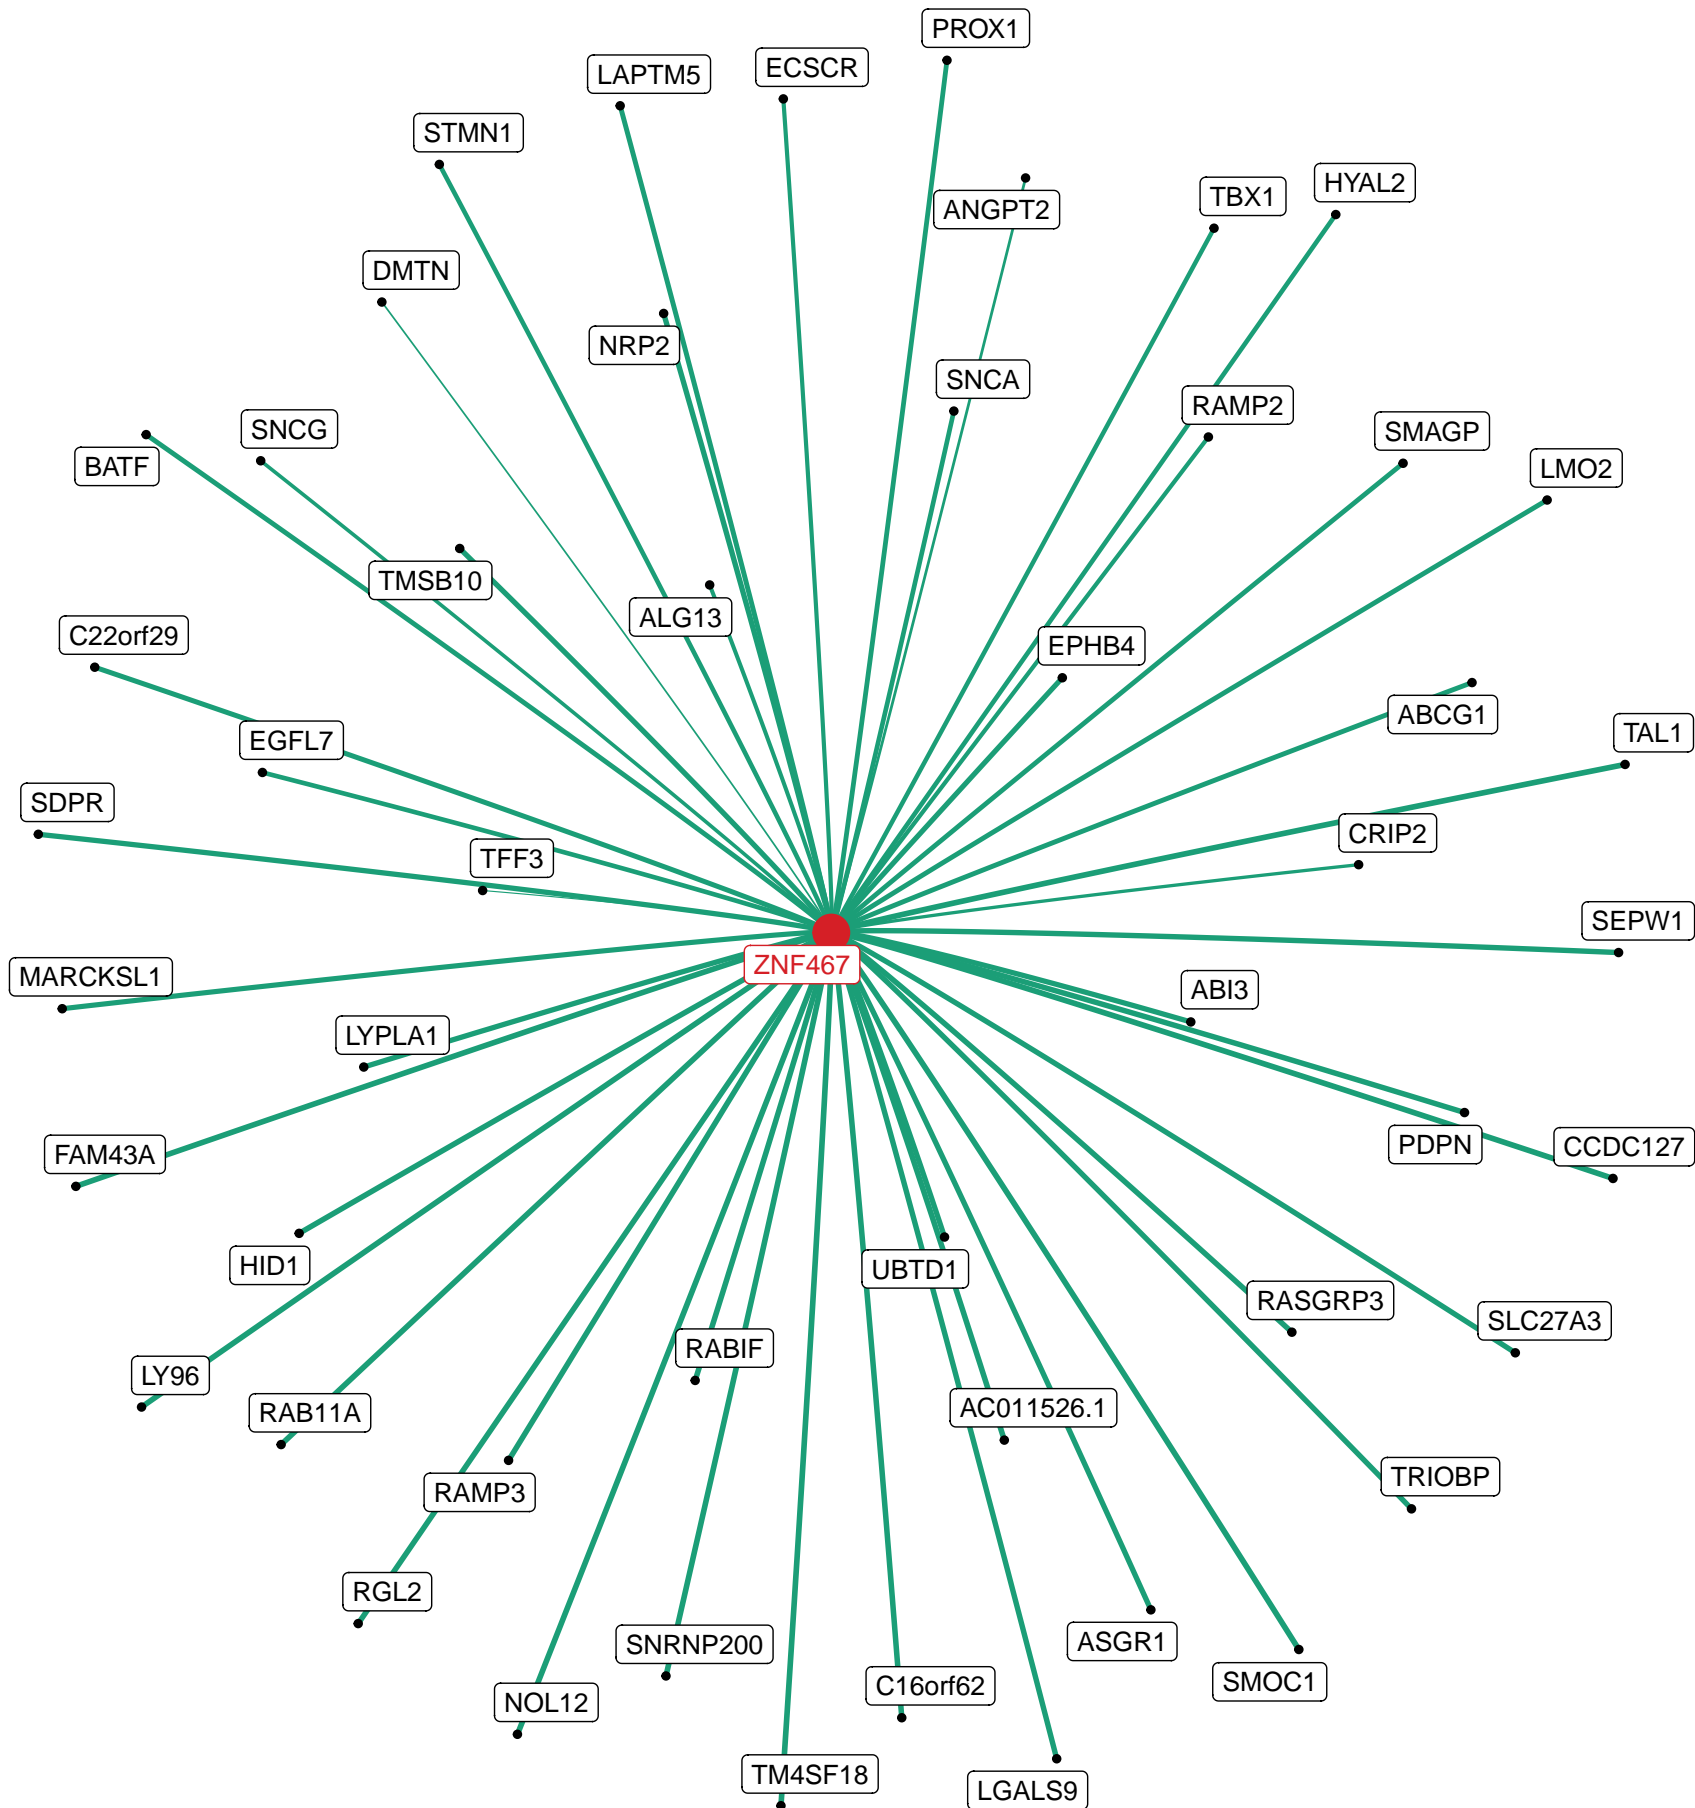 PROX1
LAPTM5
ECSCR
STMN1
HYAL2
TBX1
ANGPT2
DMTN
NRP2
SNCA
RAMP2
SNCG
SMAGP
BATF
LMO2
TMSB10
ALG13
C22orf29
EPHB4
ABCG1
EGFL7
TAL1
SDPR
CRIP2
TFF3
SEPW1
ZNF467
MARCKSL1
ABI3
LYPLA1
PDPN
CCDC127
FAM43A
HID1
UBTD1
RASGRP3
SLC27A3
RABIF
LY96
AC011526.1
RAB11A
TRIOBP
RAMP3
RGL2
ASGR1
SNRNP200
SMOC1
C16orf62
NOL12
TM4SF18
LGALS9